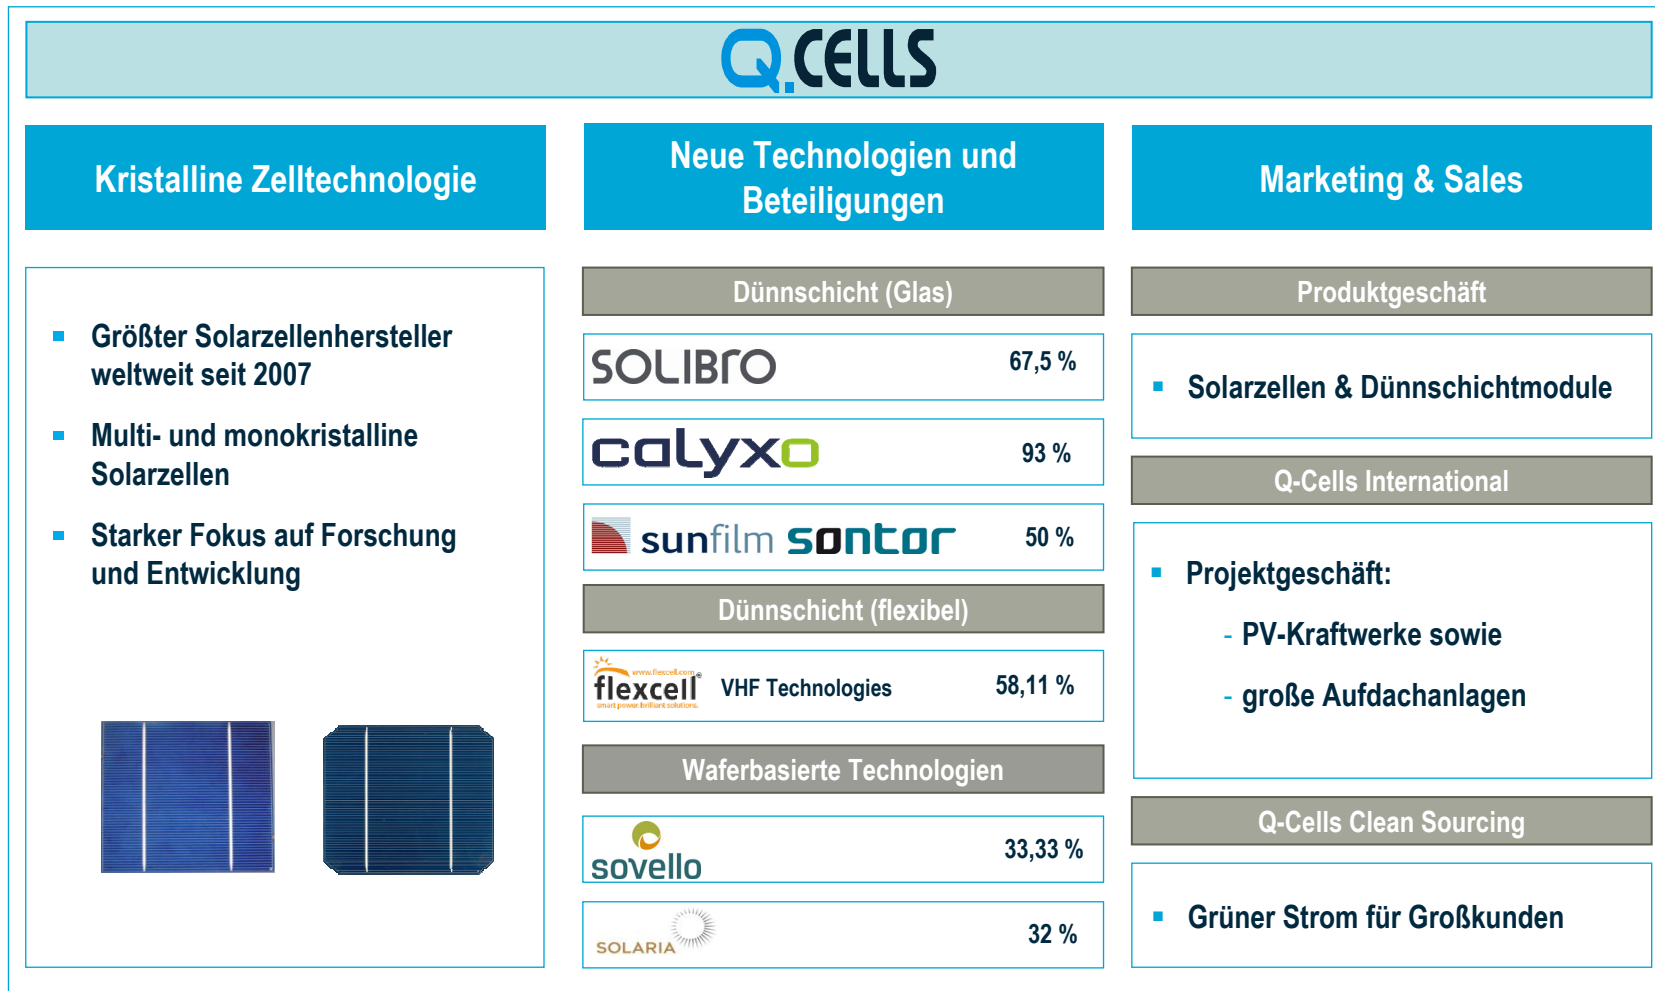 Q.CELLS
Kristalline Zelltechnologie
Größter Solarzellenhersteller
weltweit seit 2007
Multi- und monokristalline
Solarzellen
Starker Fokus auf Forschung
und Entwicklung
Neue Technologien und
Beteiligungen
Dünnschicht (Glas)
SOLIBrO 67,5 %
calyxo 93 %
sunfilm sontor 50 %
Dünnschicht (flexibel)
www.flexcell.com
flexcell® VHF Technologies 58,11 %
smart power. brilliant solutions.
Waferbasierte Technologien
sovello 33,33 %
SOLARIA 32 %
Marketing & Sales
Produktgeschäft
Solarzellen & Dünnschichtmodule
Q-Cells International
Projektgeschäft:
- PV-Kraftwerke sowie
- große Aufdachanlagen
Q-Cells Clean Sourcing
Grüner Strom für Großkunden